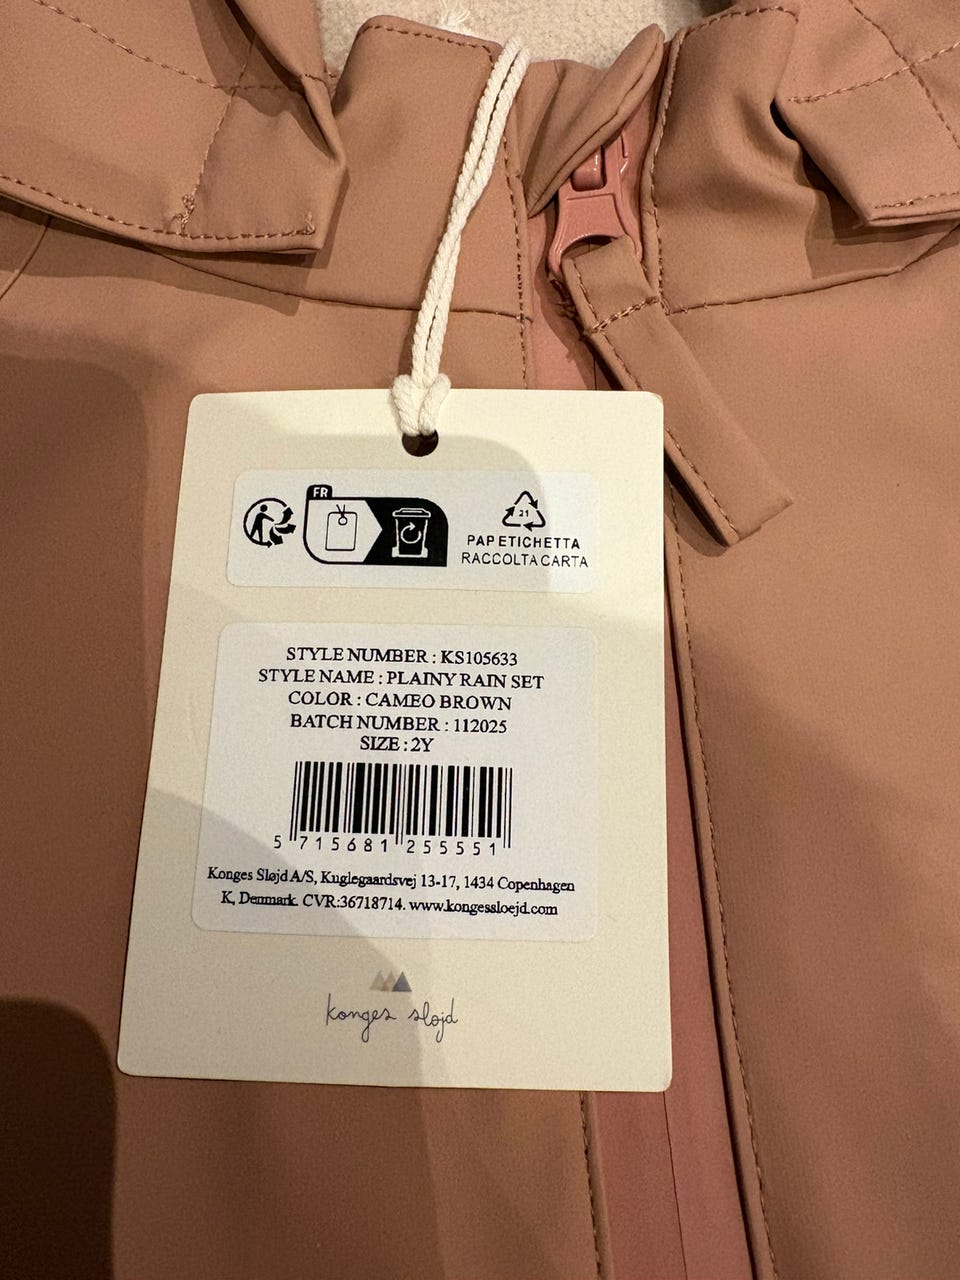 FR
21
PAP ETICHETTA
RACCOLTA CARTA
STYLE NUMBER : KS105633
STYLE NAME : PLAINY RAIN SET
COLOR : CAMEO BROWN
BATCH NUMBER : 112025
SIZE : 2Y
5 715681 255551
Konges Sløjd A/S, Kuglegaardsvej 13-17, 1434 Copenhagen
K, Denmark. CVR:36718714. www.kongessloejd.com
konges sløjd